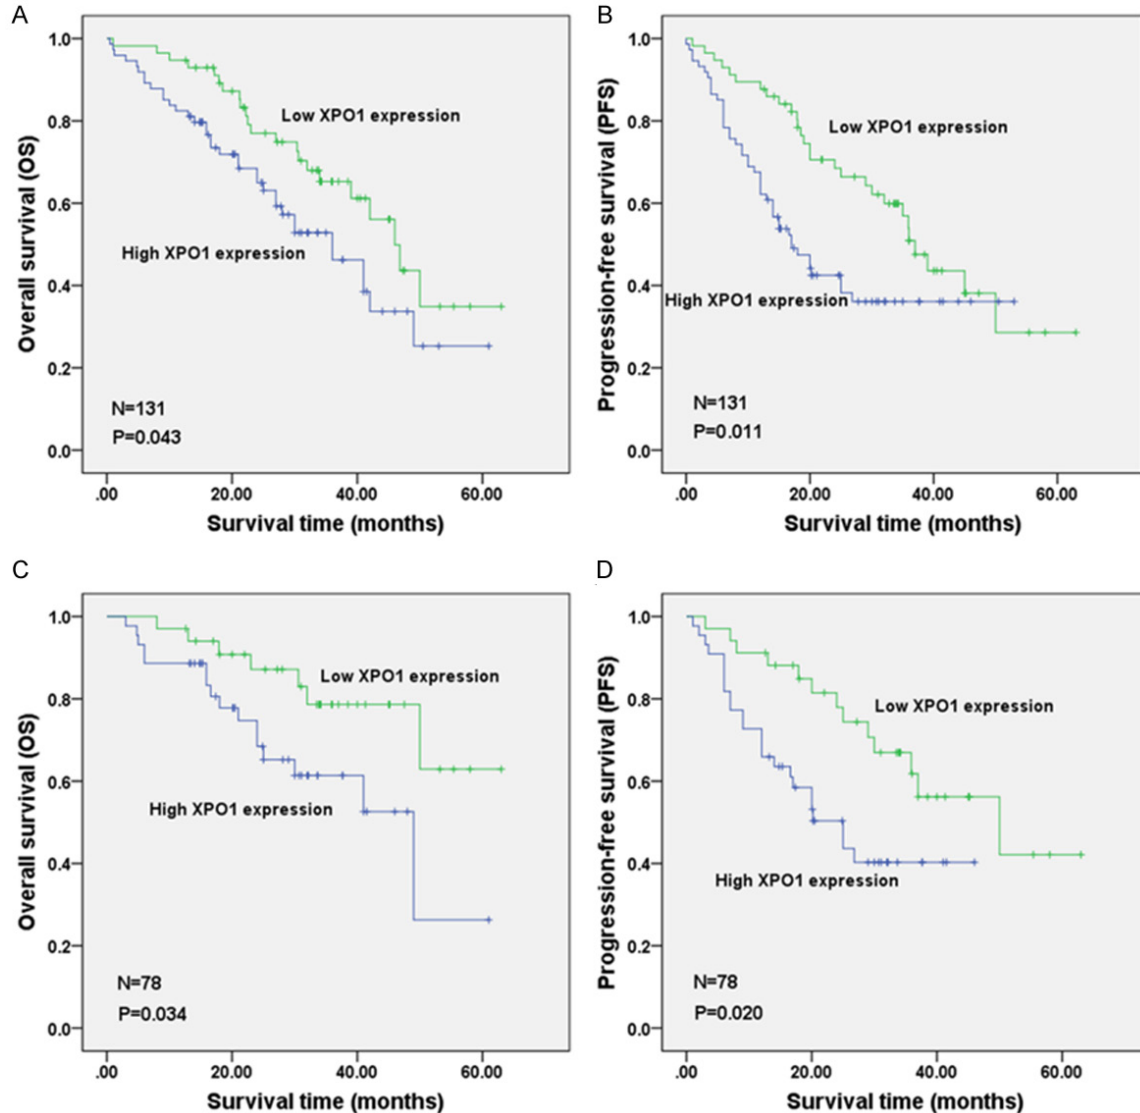 A
Overall survival (OS)
1.0
0.8
0.6
0.4
0.2
0.0
Low XPO1 expression
High XPO1 expression
N=131
P=0.043
.00 20.00 40.00 60.00
Survival time (months)
B
Progression-free survival (PFS)
1.0
0.8
0.6
0.4
0.2
0.0
Low XPO1 expression
High XPO1 expression
N=131
P=0.011
.00 20.00 40.00 60.00
Survival time (months)
C
Overall survival (OS)
1.0
0.8
0.6
0.4
0.2
0.0
Low XPO1 expression
High XPO1 expression
N=78
P=0.034
.00 20.00 40.00 60.00
Survival time (months)
D
Progression-free survival (PFS)
1.0
0.8
0.6
0.4
0.2
0.0
Low XPO1 expression
High XPO1 expression
N=78
P=0.020
.00 20.00 40.00 60.00
Survival time (months)